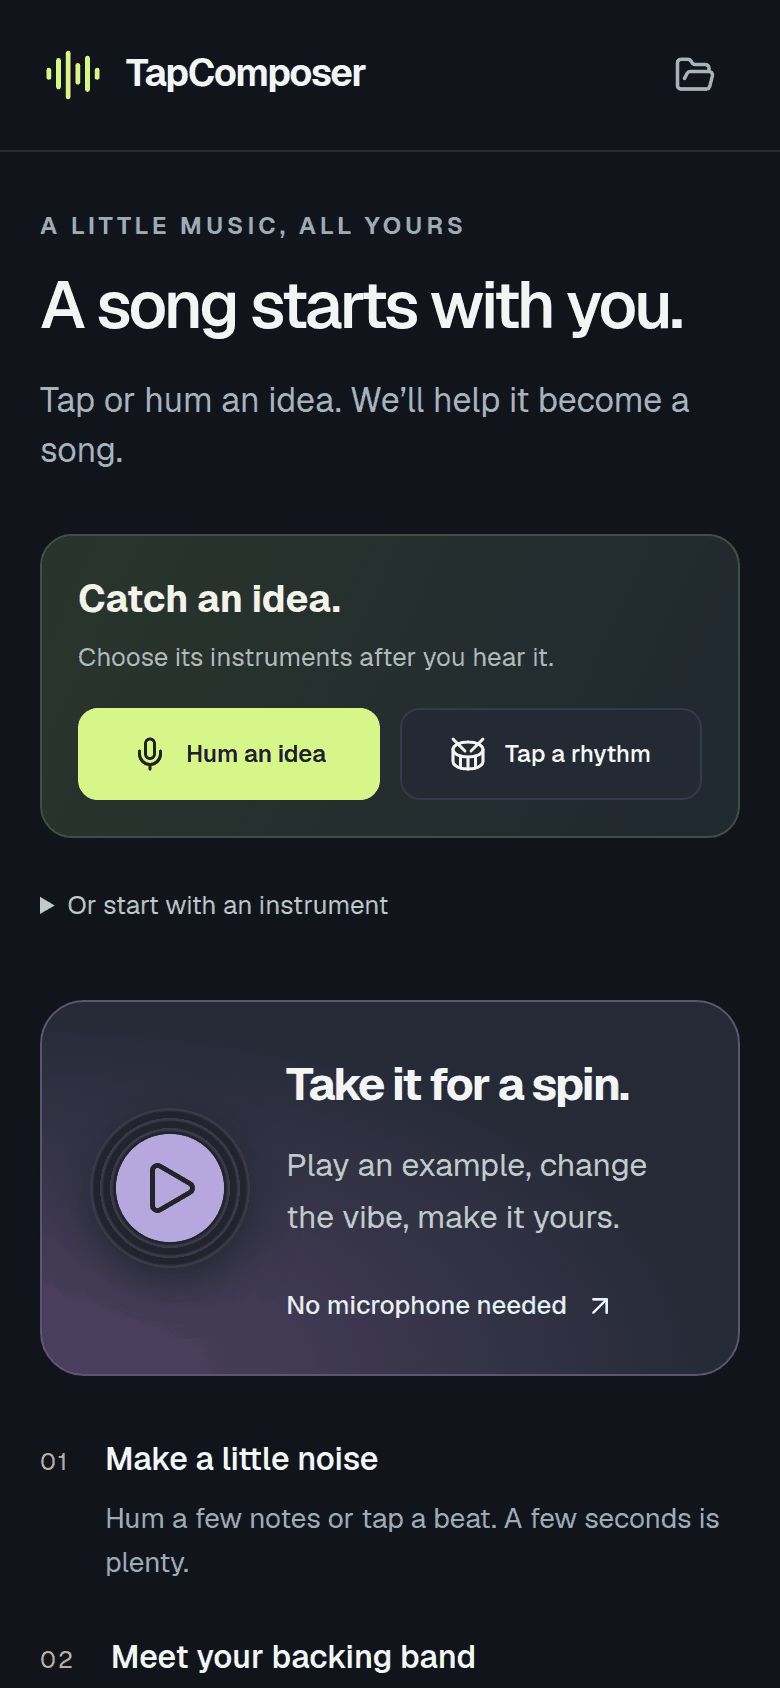 TapComposer
A LITTLE MUSIC, ALL YOURS
A song starts with you.
Tap or hum an idea. We’ll help it become a
song.
Catch an idea.
Choose its instruments after you hear it.
Hum an idea
Tap a rhythm
Or start with an instrument
Take it for a spin.
Play an example, change
the vibe, make it yours.
No microphone needed
01 Make a little noise
Hum a few notes or tap a beat. A few seconds is
plenty.
02 Meet your backing band